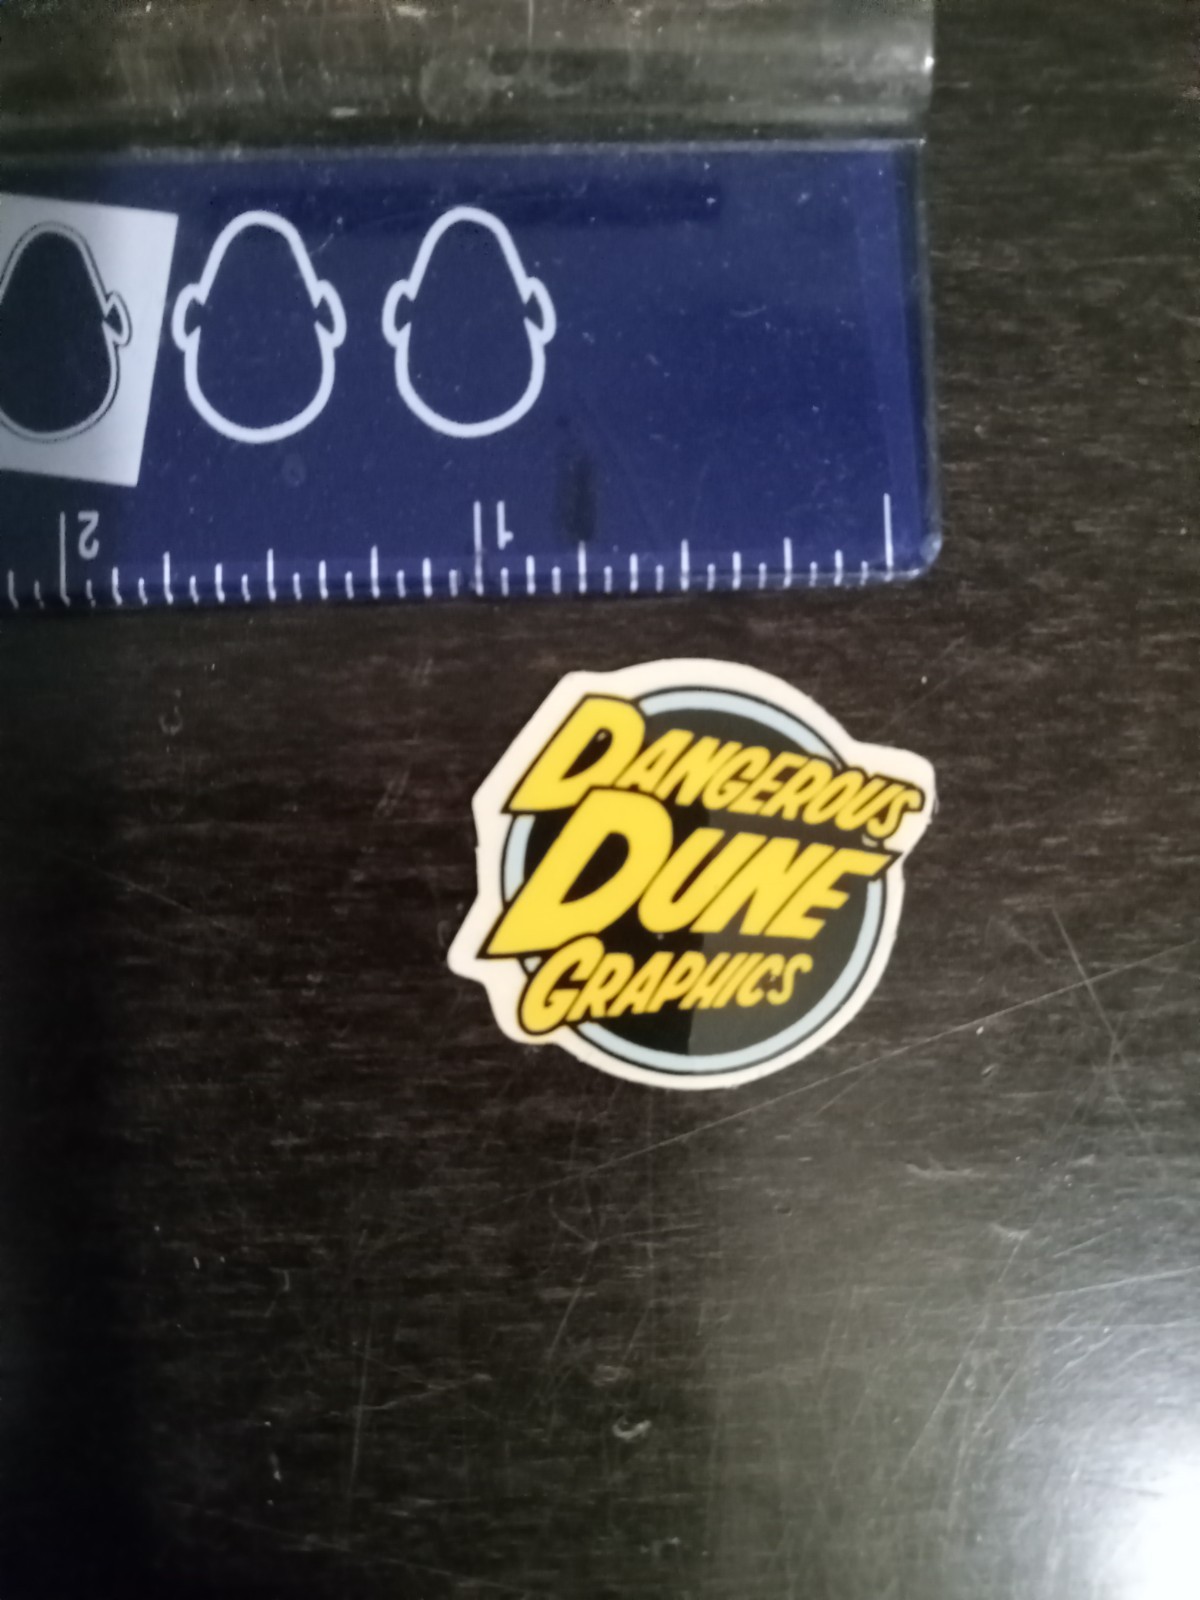 2 1
DANGEROUS
DUNE
GRAPHICS